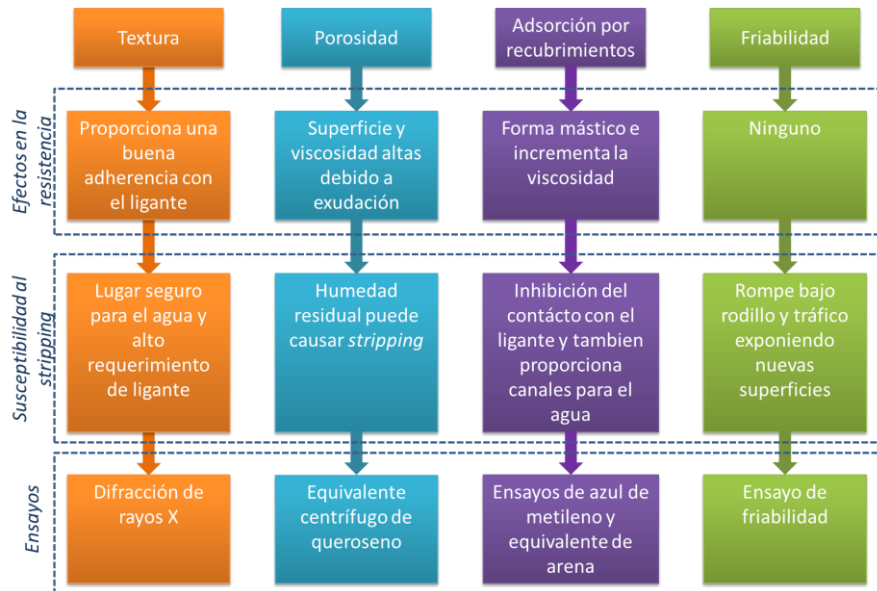 Textura
Porosidad
Adsorción por
recubrimientos
Friabilidad
Efectos en la
resistencia
Proporciona una
buena
adherencia con
el ligante
Superficie y
viscosidad altas
debido a
exudación
Forma mástico e
incrementa la
viscosidad
Ninguno
Susceptibilidad al
stripping
Lugar seguro
para el agua y
alto
requerimiento
de ligante
Humedad
residual puede
causar stripping
Inhibición del
contácto con el
ligante y tambien
proporciona
canales para el
agua
Rompe bajo
rodillo y tráfico
exponiendo
nuevas
superficies
Ensayos
Difracción de
rayos X
Equivalente
centrífugo de
queroseno
Ensayos de azul de
metileno y
equivalente de
arena
Ensayo de
friabilidad